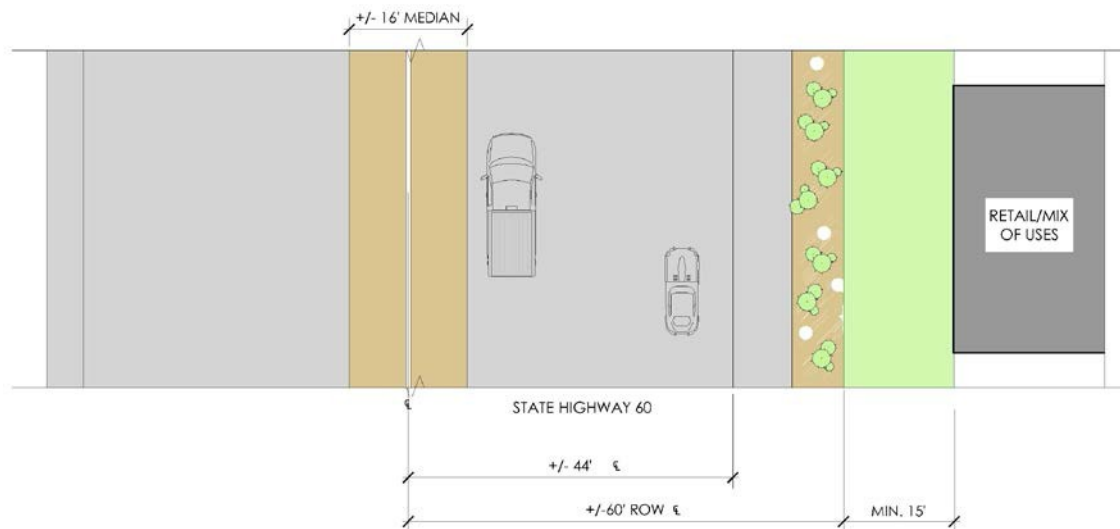 +/- 16' MEDIAN
RETAIL/MIX
OF USES
℄
STATE HIGHWAY 60
+/- 44' ℄
+/-60' ROW ℄
MIN. 15'